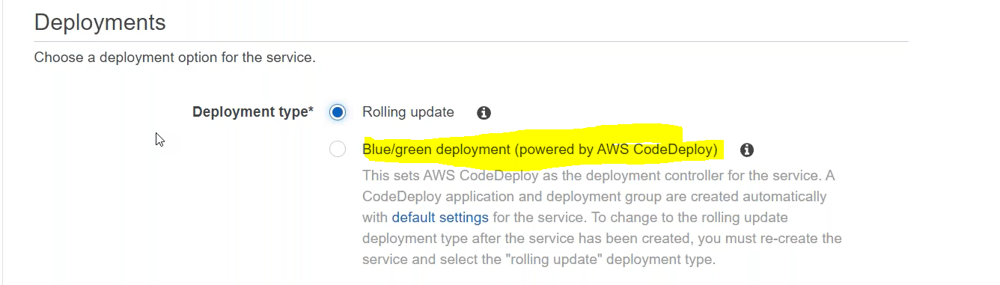 Deployments
Choose a deployment option for the service.
Deployment type* Rolling update
Blue/green deployment (powered by AWS CodeDeploy)
This sets AWS CodeDeploy as the deployment controller for the service. A
CodeDeploy application and deployment group are created automatically
with default settings for the service. To change to the rolling update
deployment type after the service has been created, you must re-create the
service and select the "rolling update" deployment type.